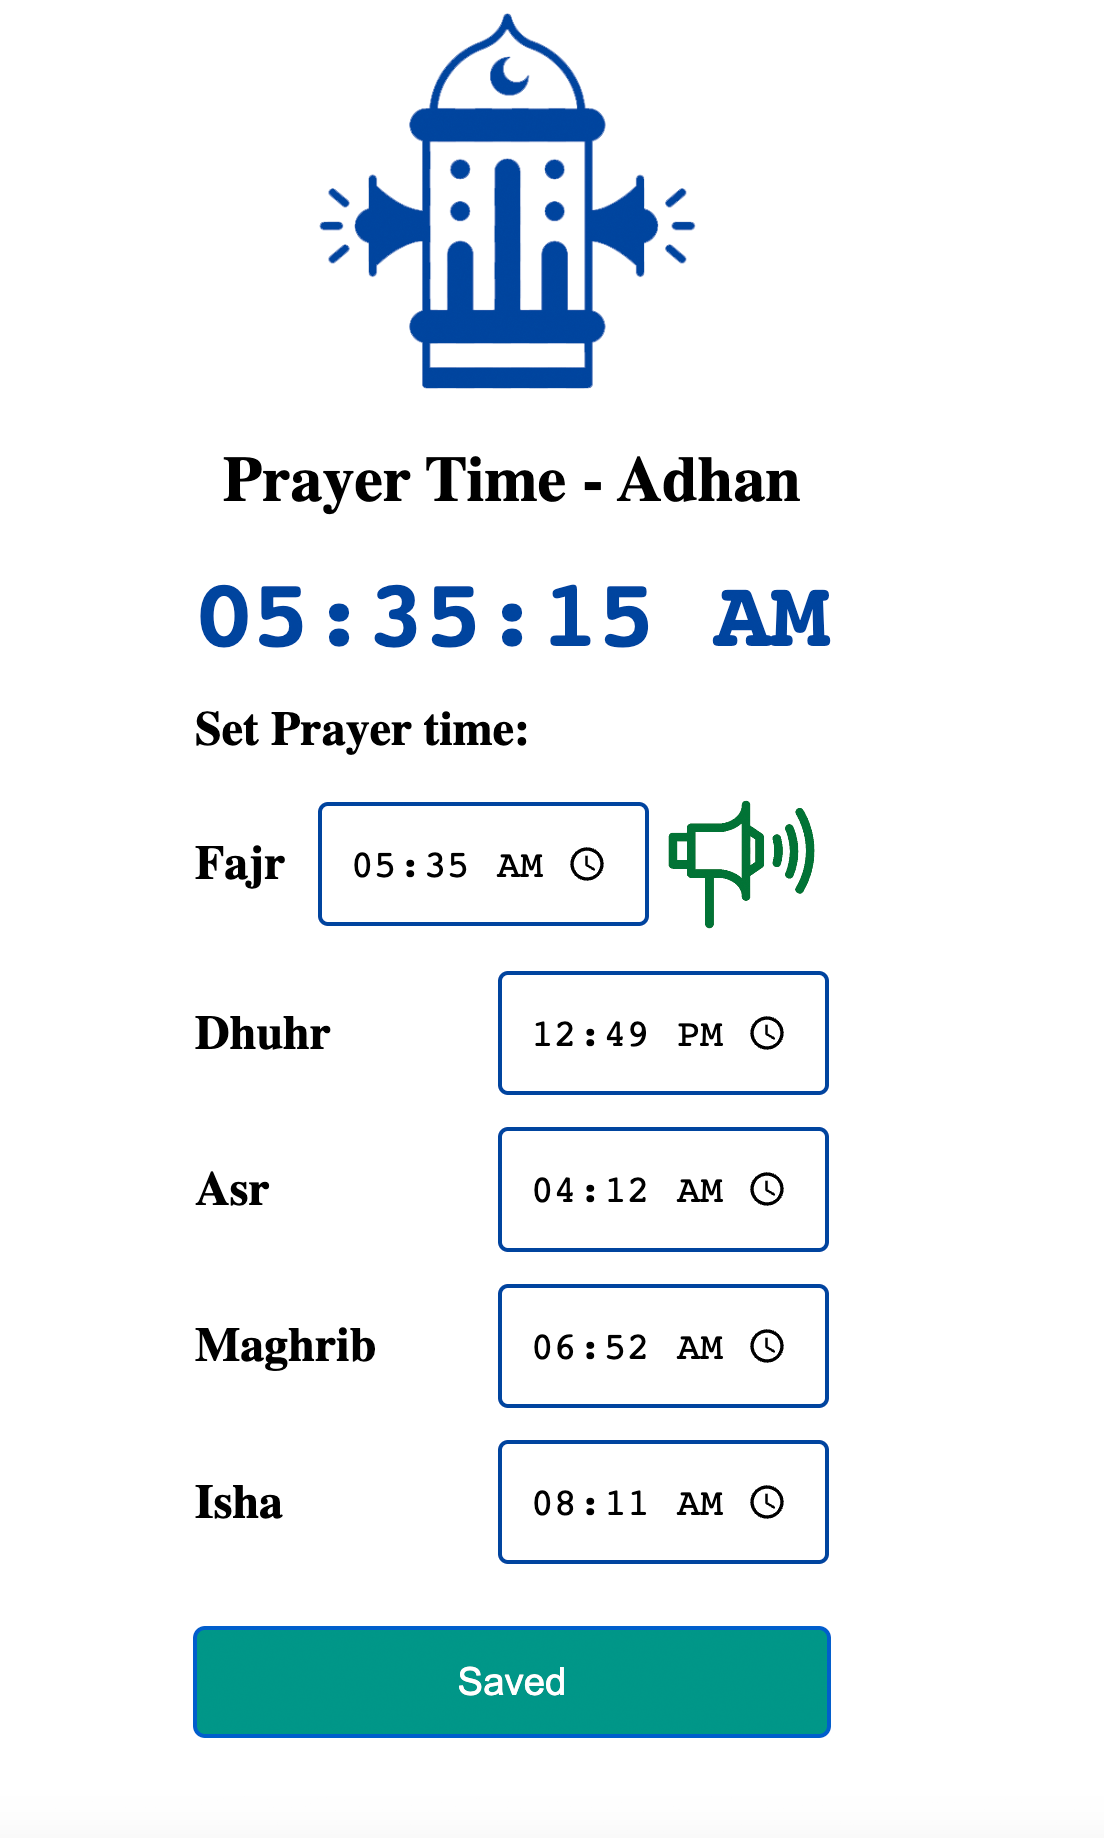 Prayer Time - Adhan
05:35:15 AM
Set Prayer time:
Fajr 05:35 AM
Dhuhr 12:49 PM
Asr 04:12 AM
Maghrib 06:52 AM
Isha 08:11 AM
Saved